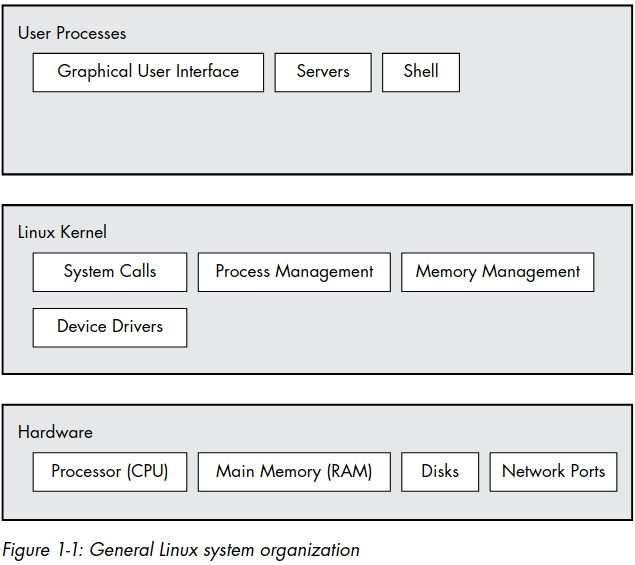 User Processes
Graphical User Interface
Servers
Shell
Linux Kernel
System Calls
Process Management
Memory Management
Device Drivers
Hardware
Processor (CPU)
Main Memory (RAM)
Disks
Network Ports
Figure 1-1: General Linux system organization